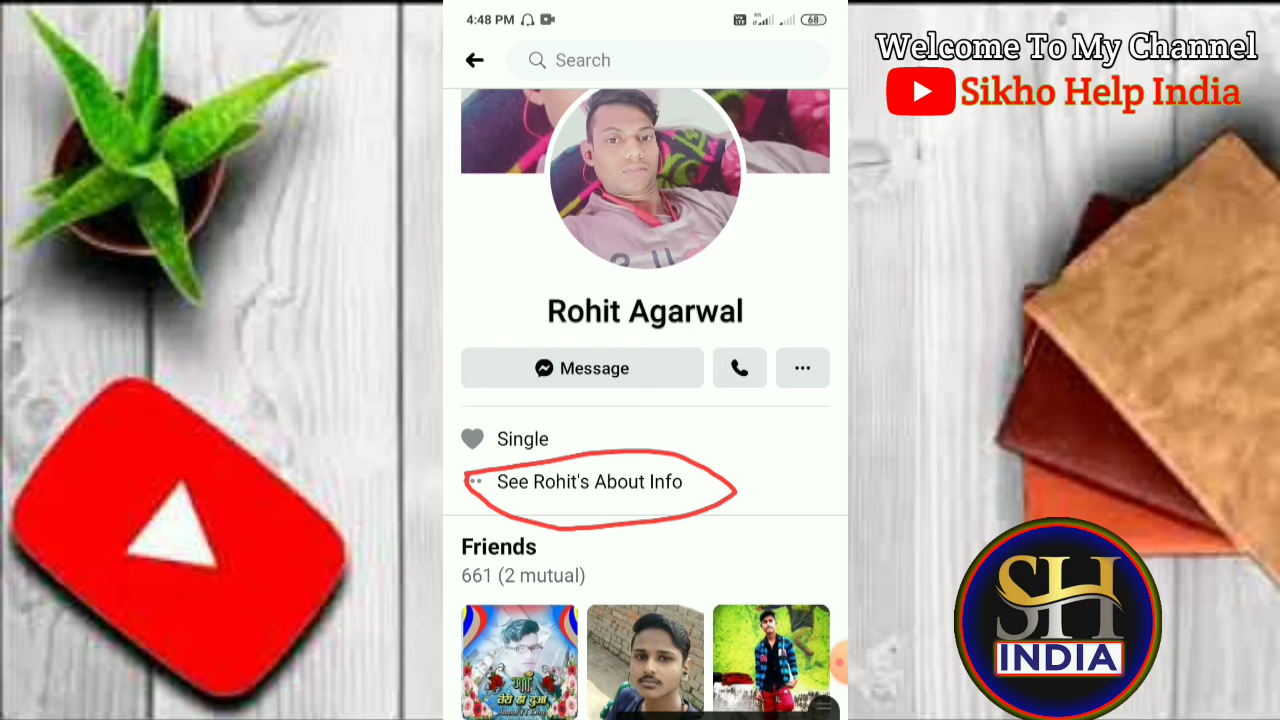 4:48 PM
4G
68
Search
Welcome To My Channel
Sikho Help India
Rohit Agarwal
Message
Single
See Rohit's About Info
Friends
661 (2 mutual)
तेरी ही दुआ
SH
INDIA